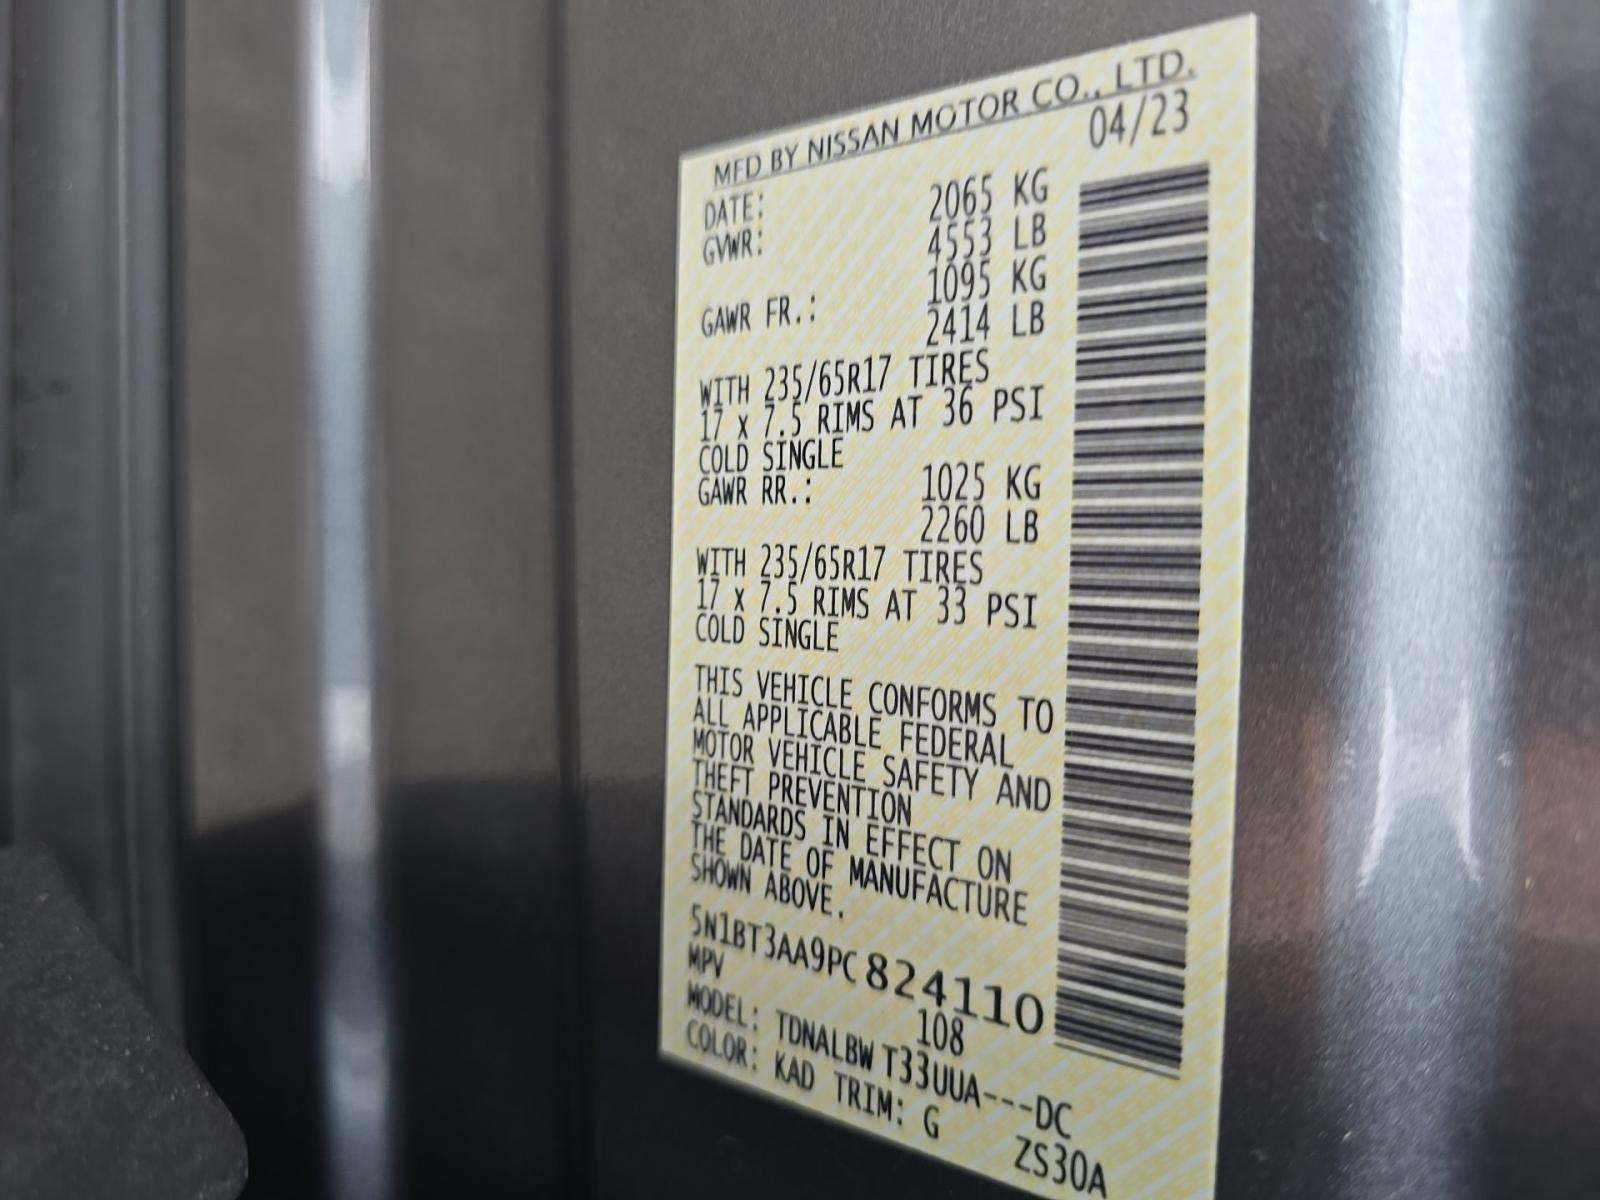 MFD BY NISSAN MOTOR CO., LTD.
DATE: 04/23
GVWR: 2065 KG
4553 LB
GAWR FR.: 1095 KG
2414 LB
WITH 235/65R17 TIRES
17 x 7.5 RIMS AT 36 PSI
COLD SINGLE
GAWR RR.: 1025 KG
2260 LB
WITH 235/65R17 TIRES
17 x 7.5 RIMS AT 33 PSI
COLD SINGLE
THIS VEHICLE CONFORMS TO
ALL APPLICABLE FEDERAL
MOTOR VEHICLE SAFETY AND
THEFT PREVENTION
STANDARDS IN EFFECT ON
THE DATE OF MANUFACTURE
SHOWN ABOVE.
5N1BT3AA9PC824110
MPV 108
MODEL: TDNALBW T33UUA---DC
COLOR: KAD TRIM: G ZS30A